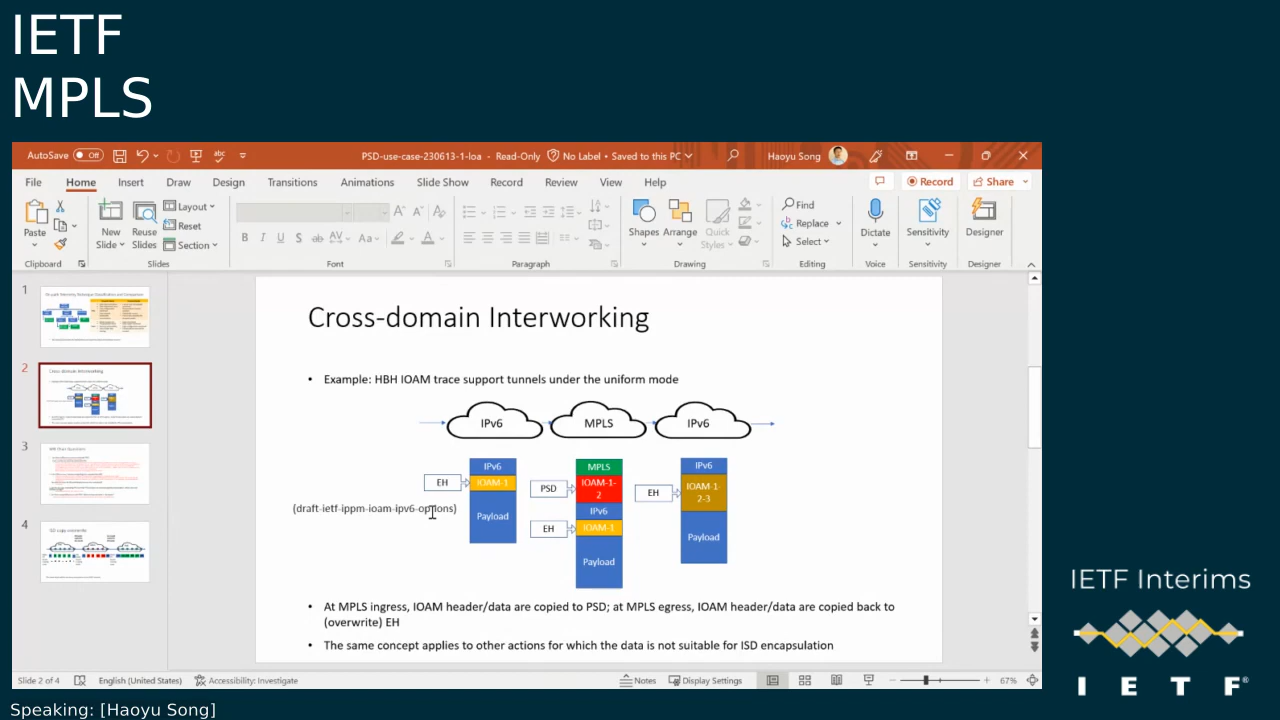 IETF
MPLS
AutoSave Off
PSD-use-case-230613-1-loa - Read-Only No Label • Saved to this PC
Haoyu Song
File Home Insert Draw Design Transitions Animations Slide Show Record Review View Help
Record Share
Paste
New Slide
Reuse Slides
Layout
Reset
Section
B I U S ab AV Aa A
Shapes Arrange Quick Styles
Find
Replace
Select
Dictate
Sensitivity
Designer
Clipboard Slides Font Paragraph Drawing Editing Voice Sensitivity Designer
1
2
3
4
Cross-domain Interworking
• Example: HBH IOAM trace support tunnels under the uniform mode
IPv6 MPLS IPv6
IPv6 MPLS IPv6
EH IOAM-1 PSD IOAM-1-2 EH IOAM-1-2-3
(draft-ietf-ippm-ioam-ipv6-options)
Payload IPv6
EH IOAM-1
Payload Payload
• At MPLS ingress, IOAM header/data are copied to PSD; at MPLS egress, IOAM header/data are copied back to
(overwrite) EH
• The same concept applies to other actions for which the data is not suitable for ISD encapsulation
Slide 2 of 4 English (United States) Accessibility: Investigate Notes Display Settings 67%
IETF Interims
I E T F®
Speaking: [Haoyu Song]